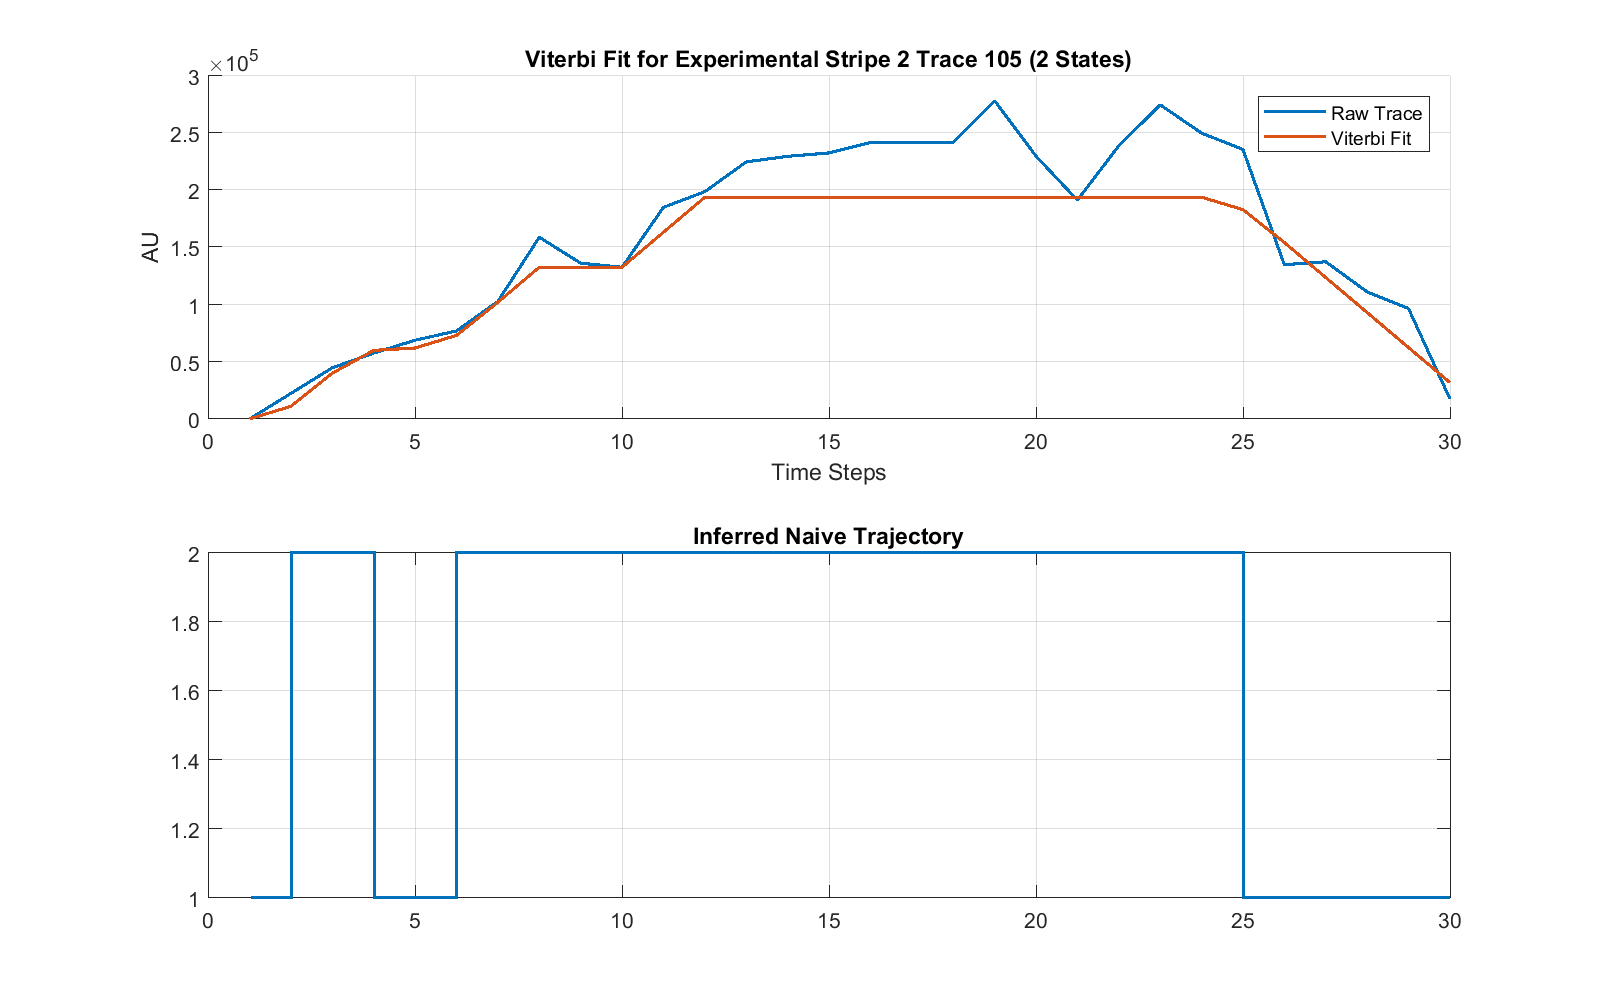 Viterbi Fit for Experimental Stripe 2 Trace 105 (2 States)
×10⁵
3
2.5
2
1.5
1
0.5
0
AU
Raw Trace
Viterbi Fit
0 5 10 15 20 25 30
Time Steps
Inferred Naive Trajectory
2
1.8
1.6
1.4
1.2
1
0 5 10 15 20 25 30